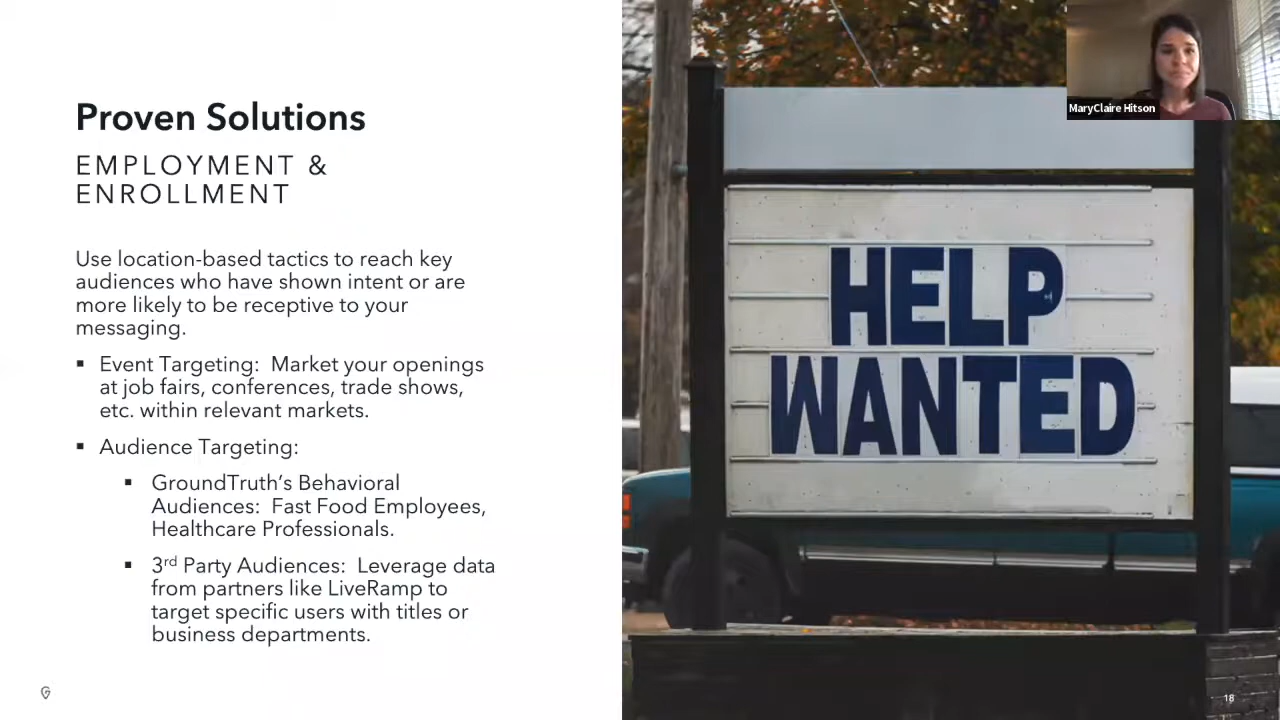 Proven Solutions
EMPLOYMENT &
ENROLLMENT
Use location-based tactics to reach key
audiences who have shown intent or are
more likely to be receptive to your
messaging.
▪ Event Targeting:  Market your openings
at job fairs, conferences, trade shows,
etc. within relevant markets.
▪ Audience Targeting:
▪ GroundTruth’s Behavioral
Audiences:  Fast Food Employees,
Healthcare Professionals.
▪ 3rd Party Audiences:  Leverage data
from partners like LiveRamp to
target specific users with titles or
business departments.
MaryClaire Hitson
HELP
WANTED
18